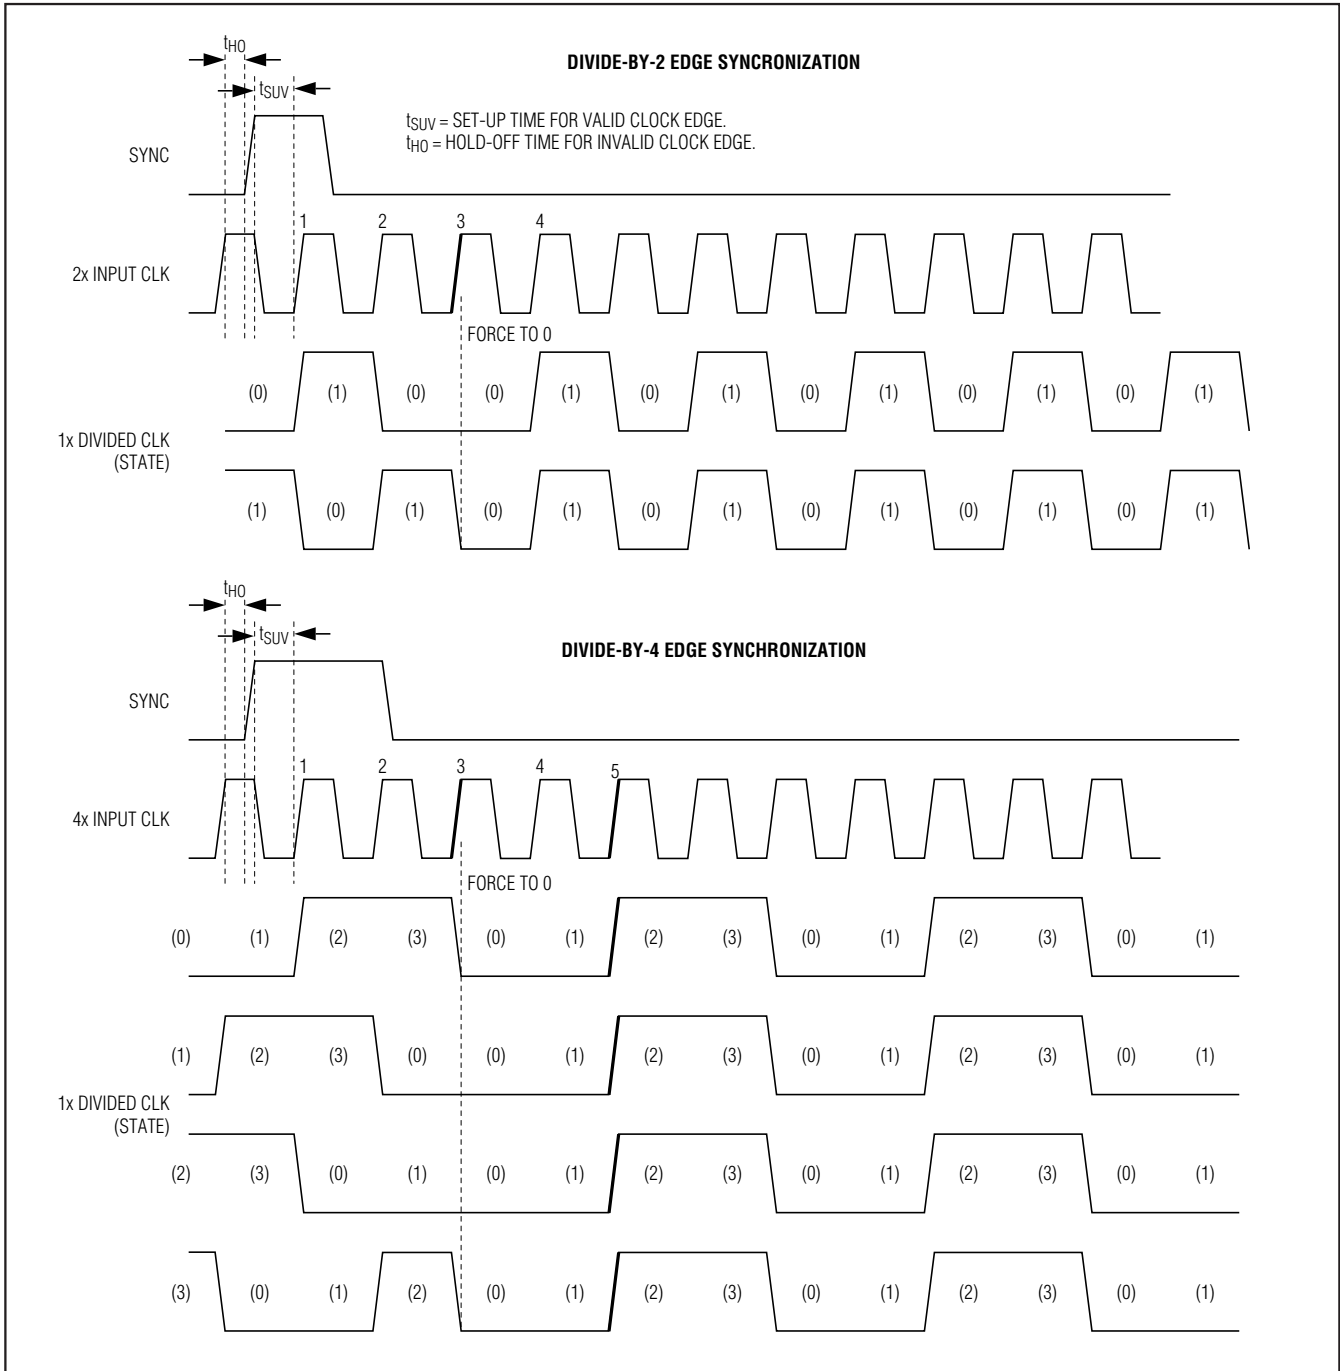 tHO
DIVIDE-BY-2 EDGE SYNCRONIZATION
tSUV
tSUV = SET-UP TIME FOR VALID CLOCK EDGE.
tHO = HOLD-OFF TIME FOR INVALID CLOCK EDGE.
SYNC
1 2 3 4
2x INPUT CLK
FORCE TO 0
(0) (1) (0) (0) (1) (0) (1) (0) (1) (0) (1) (0) (1)
1x DIVIDED CLK
(STATE)
(1) (0) (1) (0) (1) (0) (1) (0) (1) (0) (1) (0) (1)
tHO
tSUV
DIVIDE-BY-4 EDGE SYNCHRONIZATION
SYNC
1 2 3 4 5
4x INPUT CLK
FORCE TO 0
(0) (1) (2) (3) (0) (1) (2) (3) (0) (1) (2) (3) (0) (1)
(1) (2) (3) (0) (0) (1) (2) (3) (0) (1) (2) (3) (0) (1)
1x DIVIDED CLK
(STATE)
(2) (3) (0) (1) (0) (1) (2) (3) (0) (1) (2) (3) (0) (1)
(3) (0) (1) (2) (0) (1) (2) (3) (0) (1) (2) (3) (0) (1)